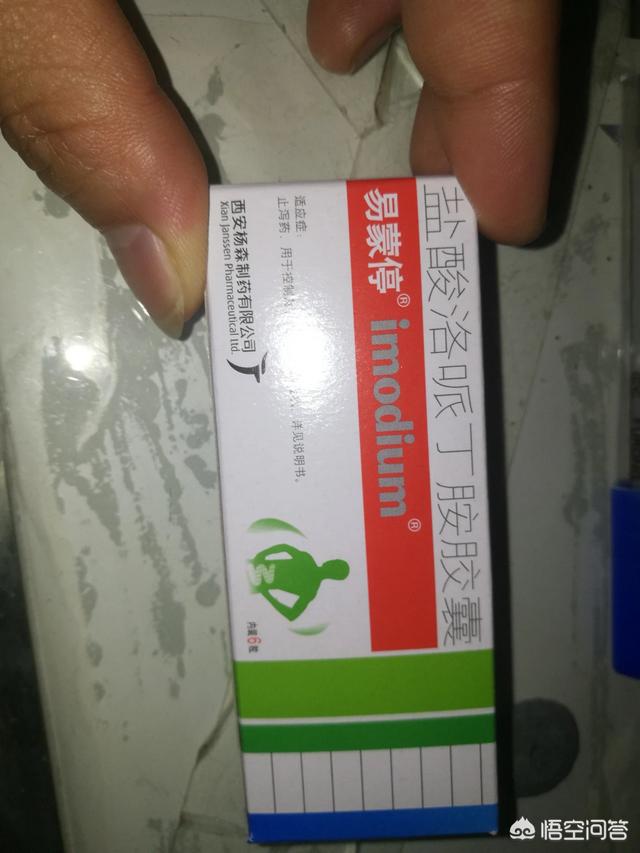 盐酸洛哌丁胺胶囊
易蒙停® imodium®
适应症：
止泻药，用于控制
详见说明书。
西安杨森制药有限公司
Xian Janssen Pharmaceutical Ltd.
内装6粒
悟空问答